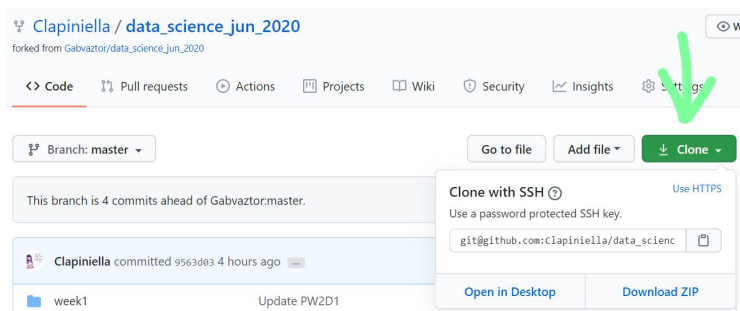 Clapiniella / data_science_jun_2020
forked from Gabvaztor/data_science_jun_2020
<> Code Pull requests Actions Projects Wiki Security Insights Settings
Branch: master Go to file Add file Clone
This branch is 4 commits ahead of Gabvaztor:master.
Clone with SSH Use HTTPS
Use a password protected SSH key.
git@github.com:Clapiniella/data_scienc
Clapiniella committed 9563d03 4 hours ago ...
Open in Desktop Download ZIP
week1 Update PW2D1